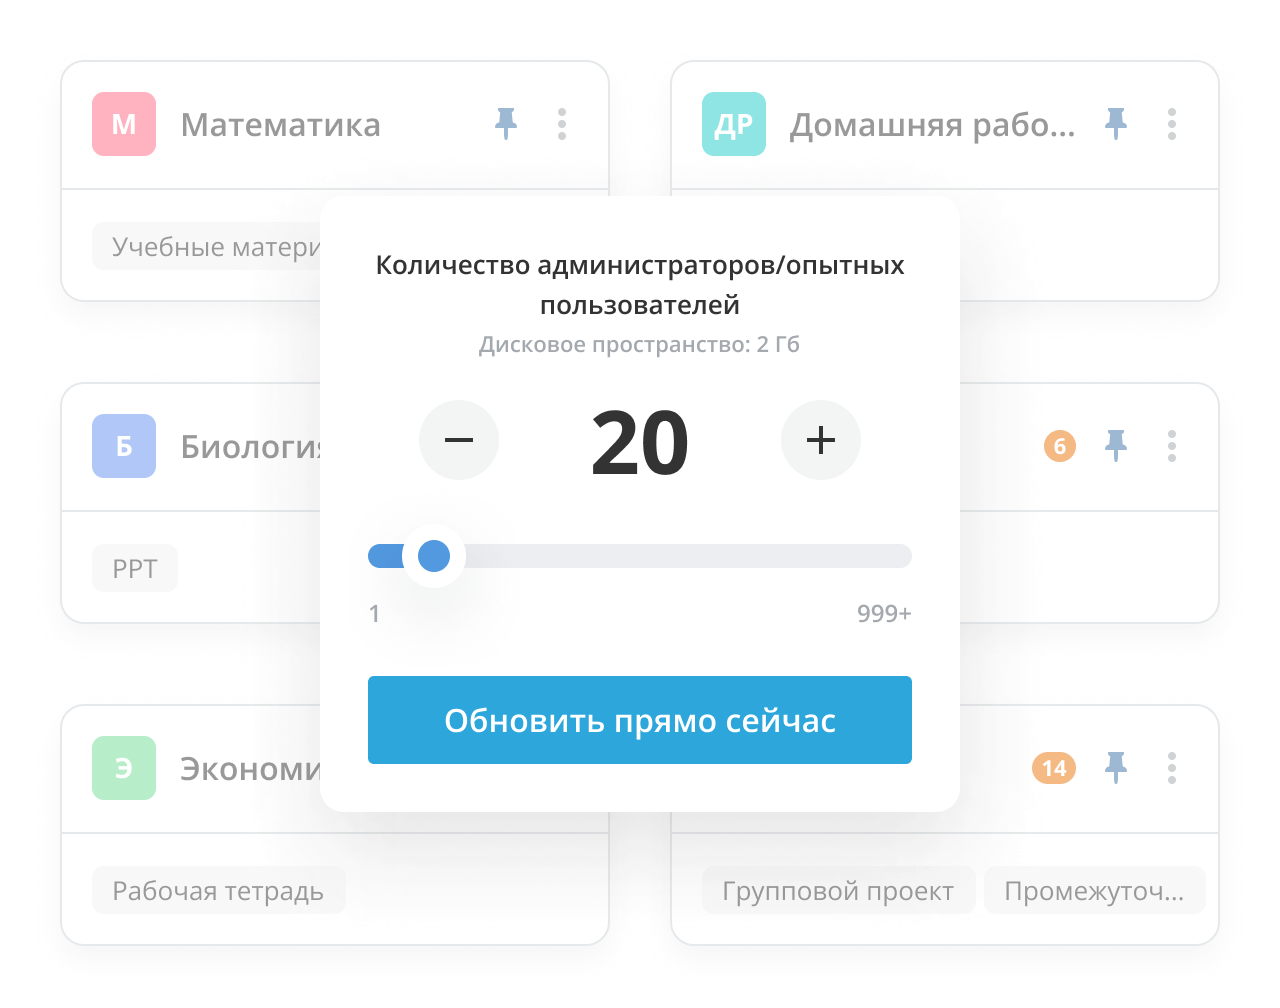 М Математика
ДР Домашняя рабо...
Учебные матери
Количество администраторов/опытных
пользователей
Дисковое пространство: 2 Гб
− 20 +
1 999+
Обновить прямо сейчас
Б Биология
6
PPT
Э Экономи
14
Рабочая тетрадь
Групповой проект Промежуточ...